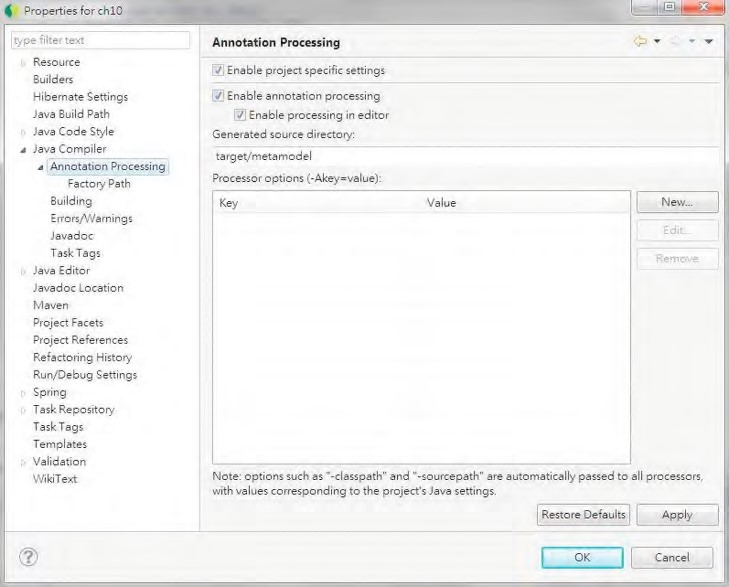 Properties for ch10
type filter text
Resource
Builders
Hibernate Settings
Java Build Path
Java Code Style
Java Compiler
Annotation Processing
Factory Path
Building
Errors/Warnings
Javadoc
Task Tags
Java Editor
Javadoc Location
Maven
Project Facets
Project References
Refactoring History
Run/Debug Settings
Spring
Task Repository
Task Tags
Templates
Validation
WikiText
Annotation Processing
Enable project specific settings
Enable annotation processing
Enable processing in editor
Generated source directory:
target/metamodel
Processor options (-Akey=value):
Key Value
New...
Edit...
Remove
Note: options such as "-classpath" and "-sourcepath" are automatically passed to all processors,
with values corresponding to the project's Java settings.
Restore Defaults Apply
OK Cancel